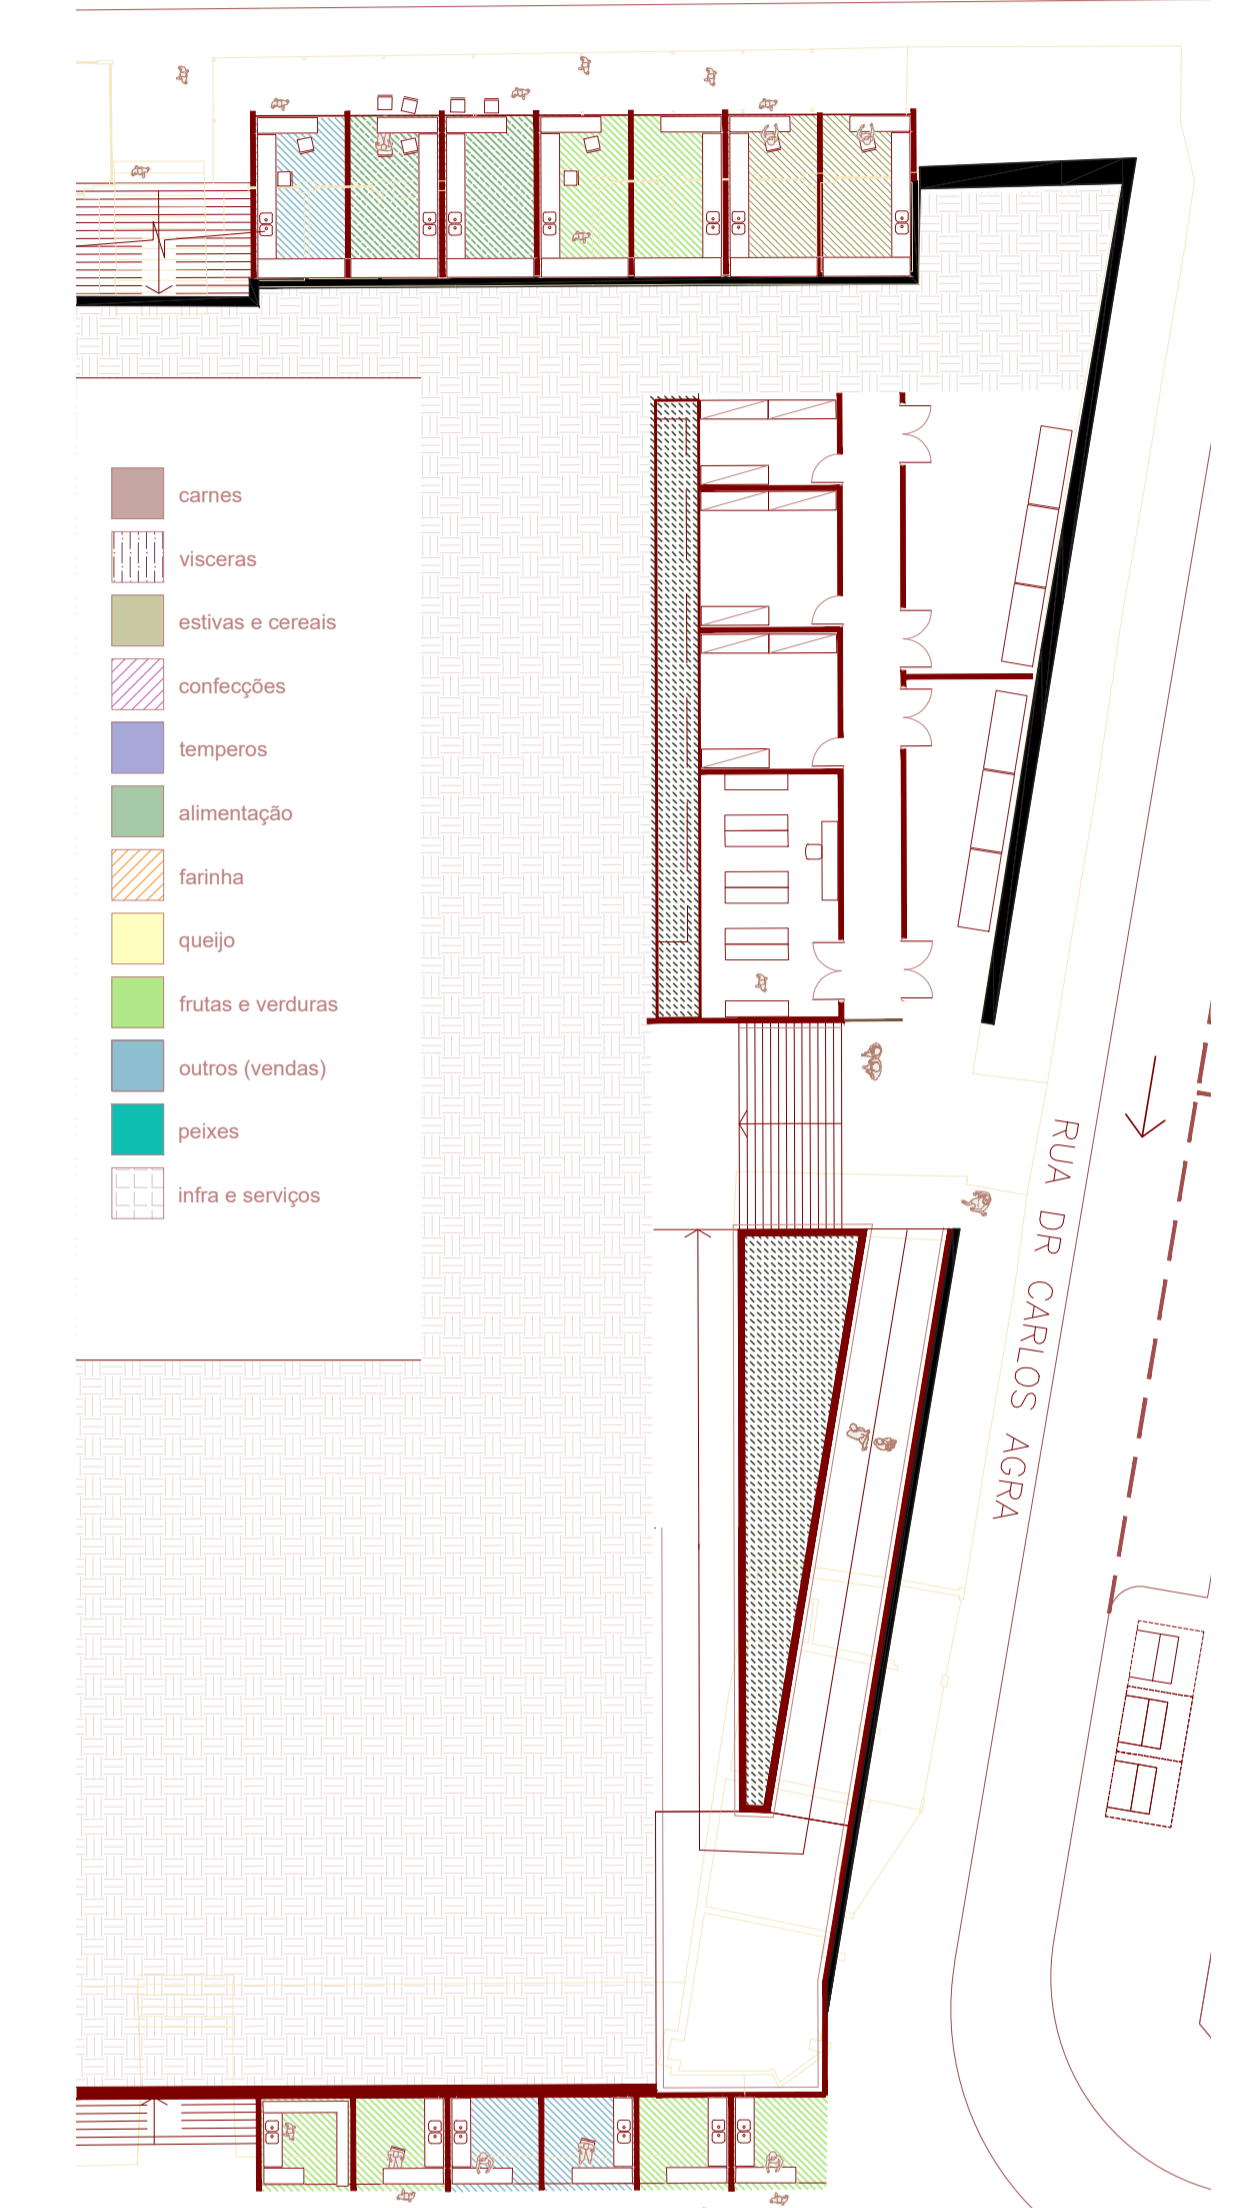 carnes
visceras
estivas e cereais
confecções
temperos
alimentação
farinha
queijo
frutas e verduras
outros (vendas)
peixes
infra e serviços
RUA DR CARLOS AGRA